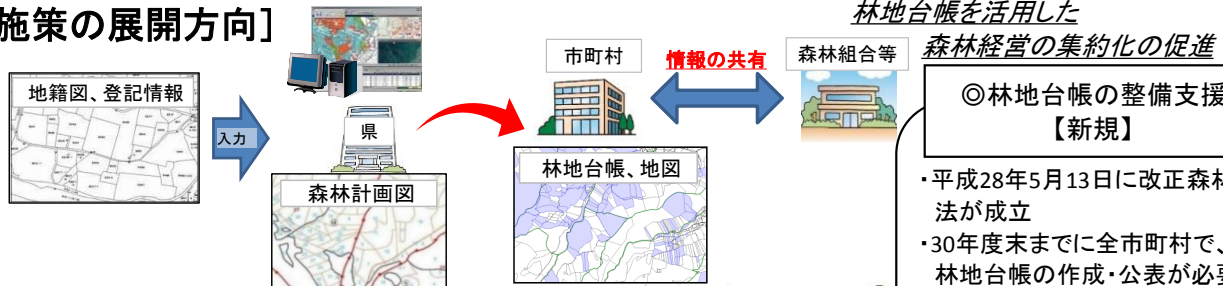 施策の展開方向]
地籍図、登記情報
入力
県
森林計画図
市町村
情報の共有
森林組合等
林地台帳、地図
林地台帳を活用した
森林経営の集約化の促進
◎林地台帳の整備支援
【新規】
・平成28年5月13日に改正森林
法が成立
・30年度末までに全市町村で、
林地台帳の作成・公表が必要